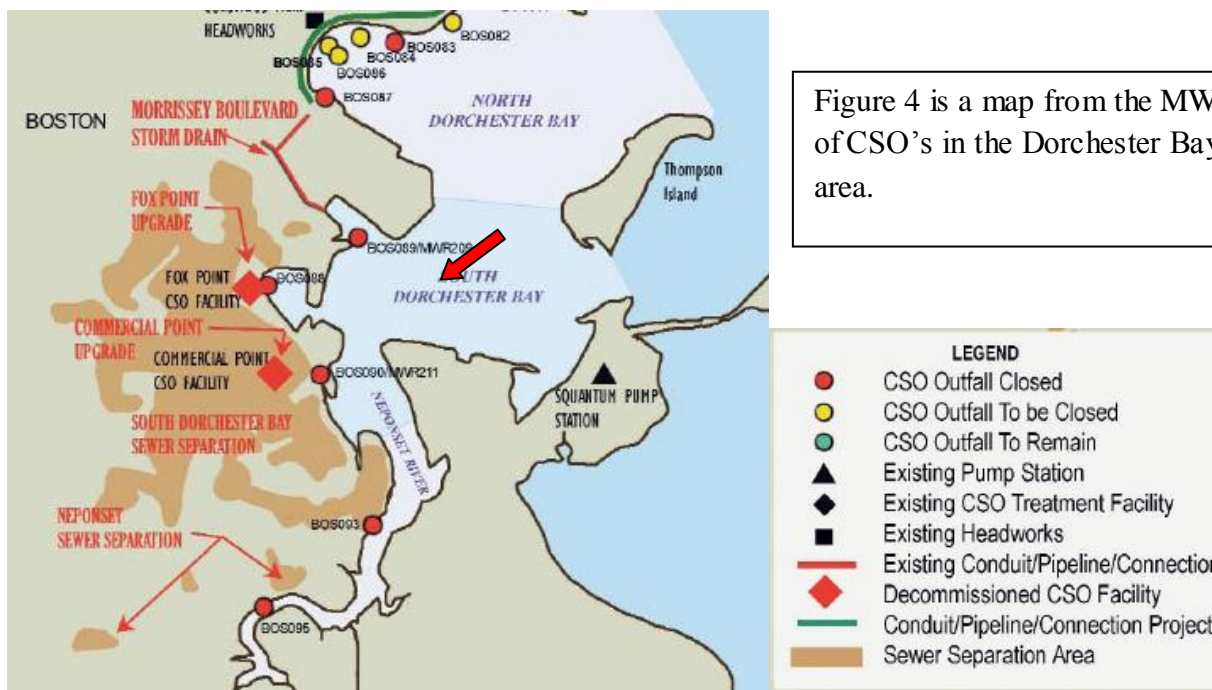 HEADWORKS
BOS082
BOS083
BOS084
BOS085
BOS086
BOS087
BOSTON
MORRISSEY BOULEVARD
STORM DRAIN
NORTH
DORCHESTER BAY
Thompson
Island
FOX POINT
UPGRADE
BOS089/MWR209
FOX POINT
CSO FACILITY
BOS088
SOUTH
DORCHESTER BAY
COMMERCIAL POINT
UPGRADE
COMMERCIAL POINT
CSO FACILITY
BOS090/MWR211
SQUANTUM PUMP
STATION
SOUTH DORCHESTER BAY
SEWER SEPARATION
NEPONSET RIVER
NEPONSET
SEWER SEPARATION
BOS093
BOS095
Figure 4 is a map from the MW
of CSO's in the Dorchester Bay
area.
LEGEND
CSO Outfall Closed
CSO Outfall To be Closed
CSO Outfall To Remain
Existing Pump Station
Existing CSO Treatment Facility
Existing Headworks
Existing Conduit/Pipeline/Connection
Decommissioned CSO Facility
Conduit/Pipeline/Connection Project
Sewer Separation Area